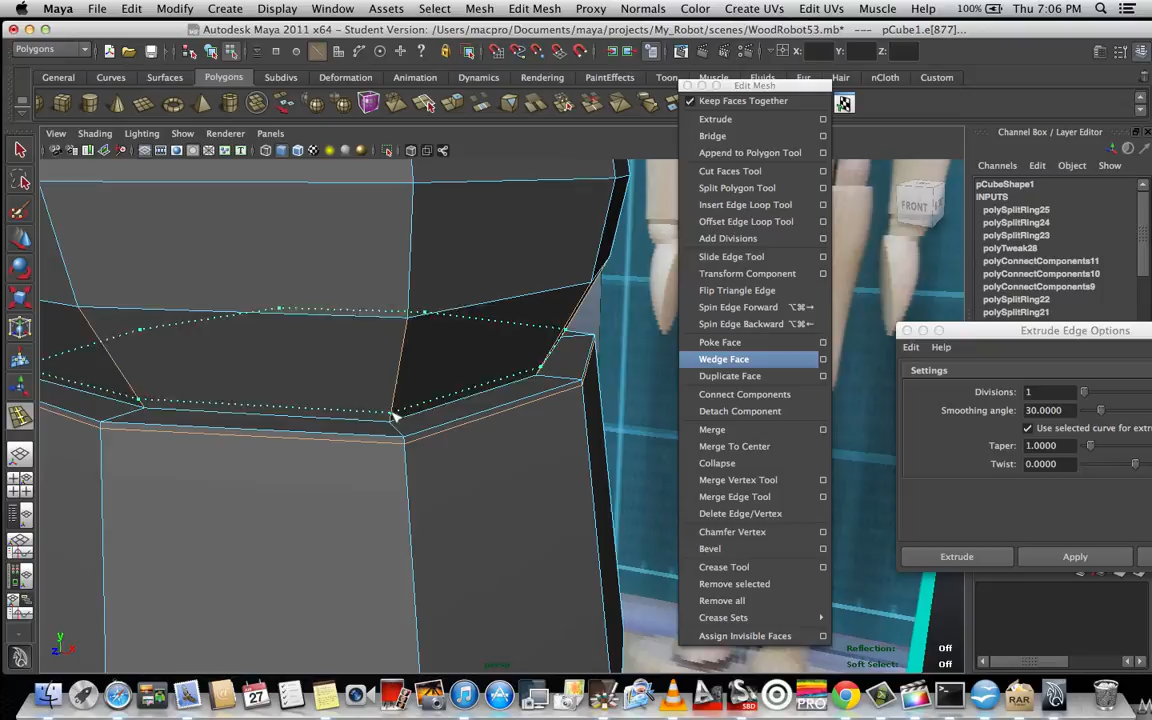 Maya File Edit Modify Create Display Window Assets Select Mesh Edit Mesh Proxy Normals Color Create UVs Edit UVs Muscle Help 100% Thu 7:06 PM
Autodesk Maya 2011 x64 - Student Version: /Users/macpro/Documents/maya/projects/My_Robot/scenes/WoodRobot53.mb* --- pCube1.e[877]...
Polygons X: Y: Z:
General Curves Surfaces Polygons Subdivs Deformation Animation Dynamics Rendering PaintEffects Toon Muscle Fluids Fur Hair nCloth Custom
Edit Mesh
Keep Faces Together
Extrude
Bridge
Append to Polygon Tool
Cut Faces Tool
Split Polygon Tool
Insert Edge Loop Tool
Offset Edge Loop Tool
Add Divisions
Slide Edge Tool
Transform Component
Flip Triangle Edge
Spin Edge Forward ⌥⌘→
Spin Edge Backward ⌥⌘←
Poke Face
Wedge Face
Duplicate Face
Connect Components
Detach Component
Merge
Merge To Center
Collapse
Merge Vertex Tool
Merge Edge Tool
Delete Edge/Vertex
Chamfer Vertex
Bevel
Crease Tool
Remove selected
Remove all
Crease Sets
Assign Invisible Faces
View Shading Lighting Show Renderer Panels
FRONT
Channel Box / Layer Editor
Channels Edit Object Show
pCubeShape1
INPUTS
polySplitRing25
polySplitRing24
polySplitRing23
polyTweak28
polyConnectComponents11
polyConnectComponents10
polyConnectComponents9
polySplitRing22
polySplitRing21
Extrude Edge Options
Edit Help
Settings
Divisions: 1
Smoothing angle: 30.0000
Use selected curve for extr
Taper: 1.0000
Twist: 0.0000
Extrude Apply
y
z x
persp
Reflection: Off
Soft Select: Off
27
SBD
PRO
RAR